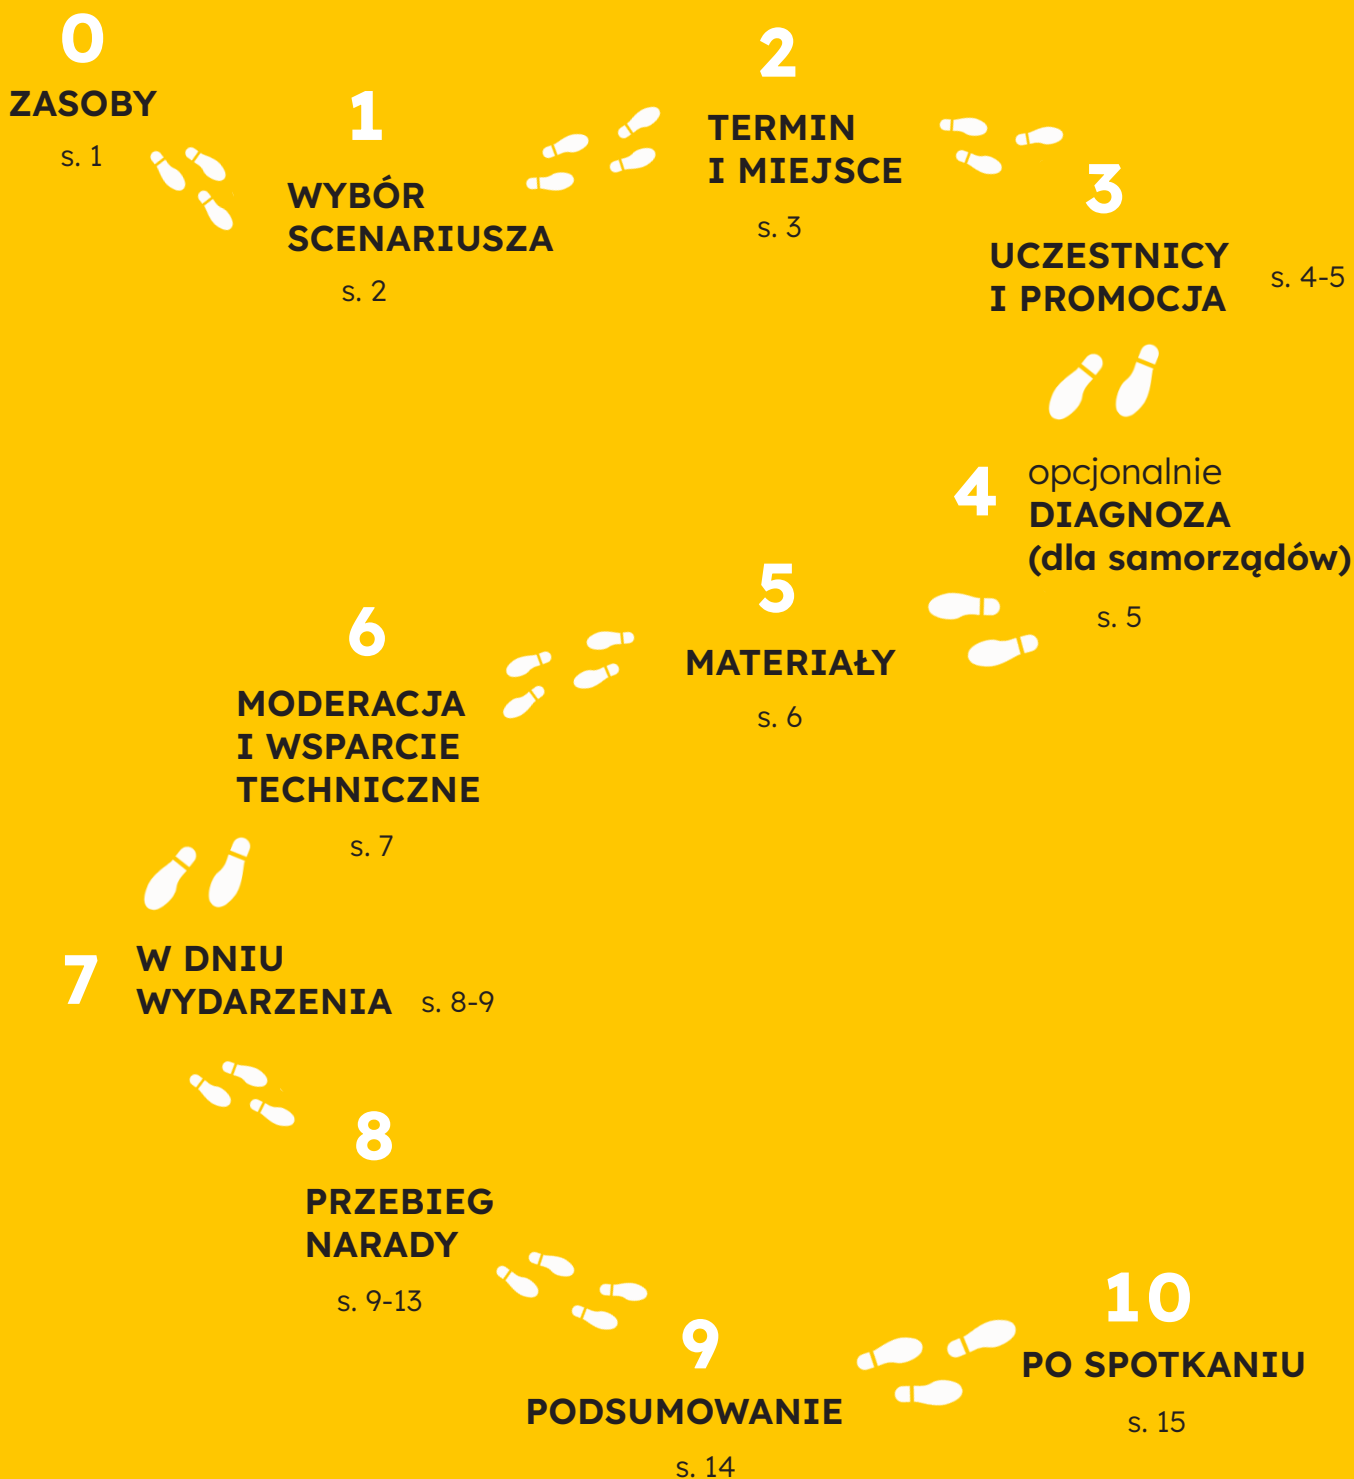 0
ZASOBY
s. 1
1
WYBÓR
SCENARIUSZA
s. 2
2
TERMIN
I MIEJSCE
s. 3
3
UCZESTNICY
I PROMOCJA
s. 4-5
4
opcjonalnie
DIAGNOZA
(dla samorządów)
s. 5
5
MATERIAŁY
s. 6
6
MODERACJA
I WSPARCIE
TECHNICZNE
s. 7
7
W DNIU
WYDARZENIA
s. 8-9
8
PRZEBIEG
NARADY
s. 9-13
9
PODSUMOWANIE
s. 14
10
PO SPOTKANIU
s. 15